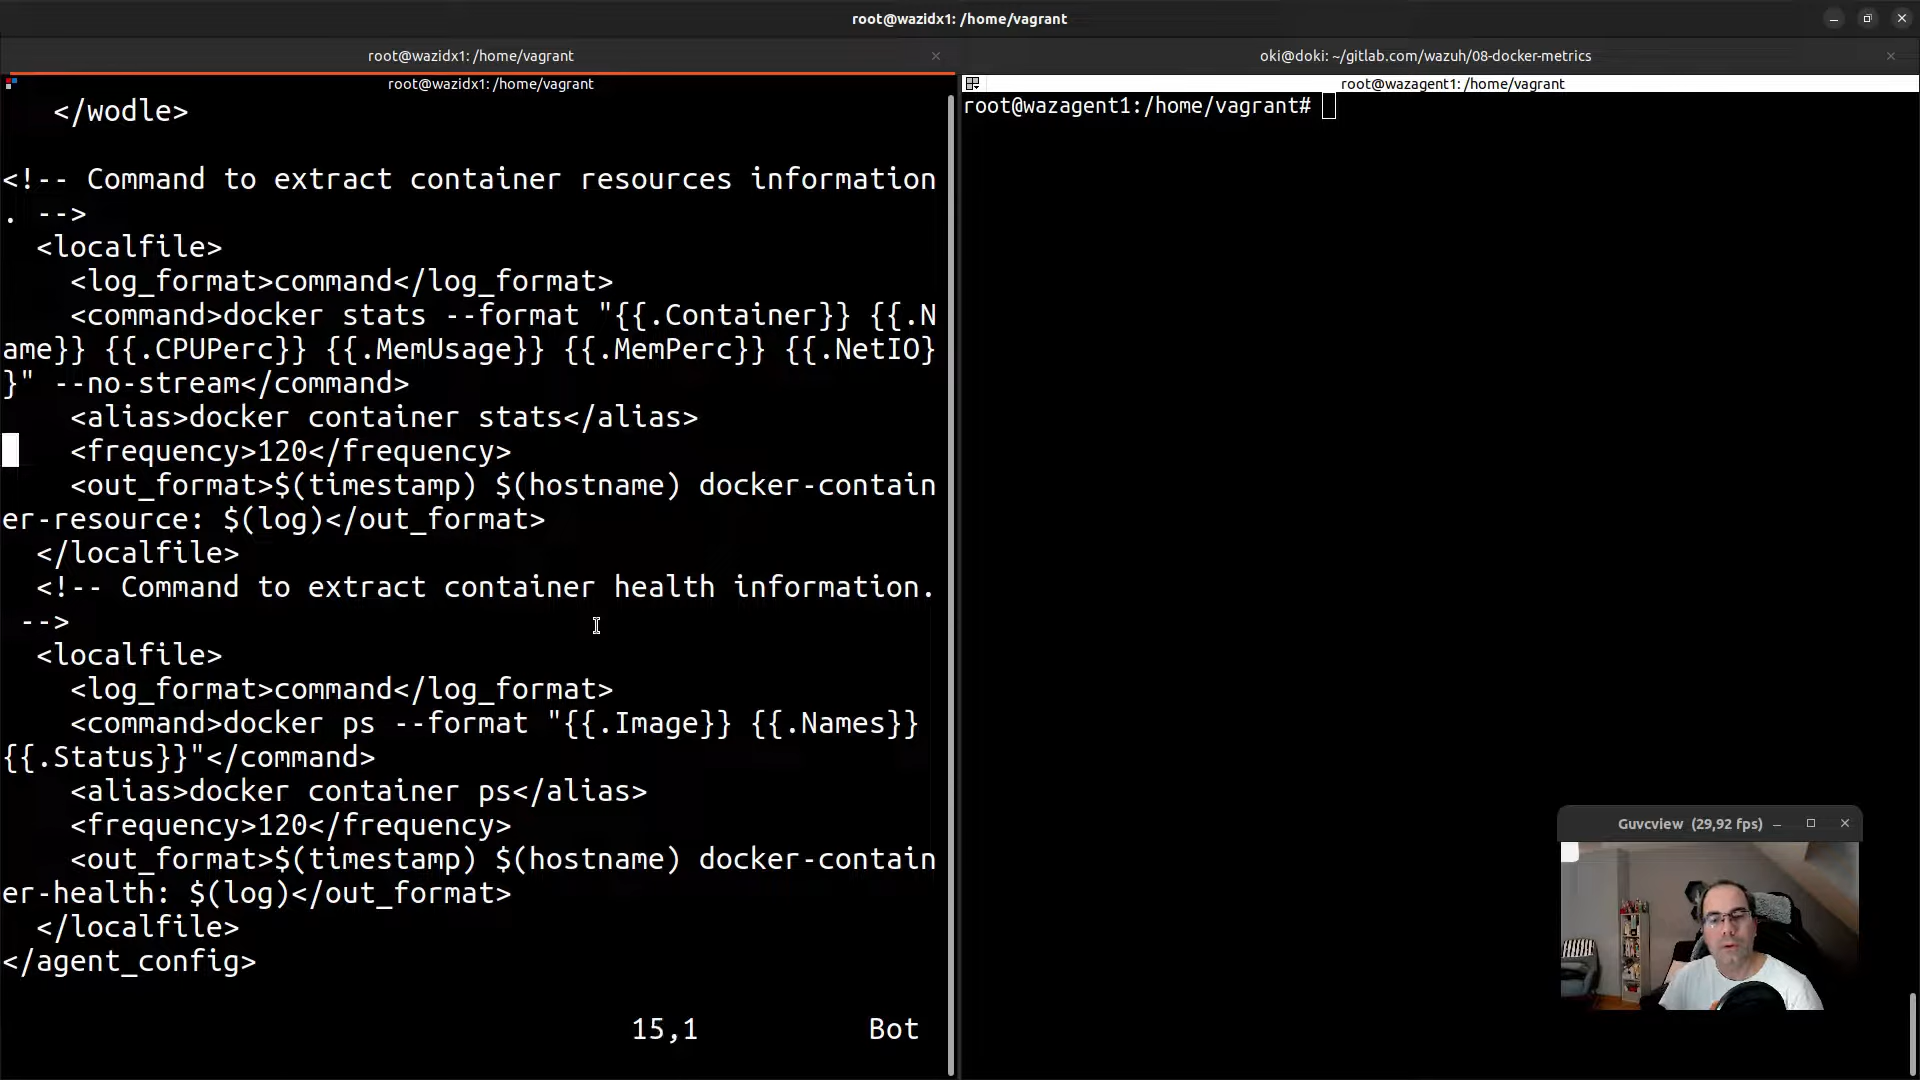 root@wazidx1: /home/vagrant
root@wazidx1: /home/vagrant
oki@doki: ~/gitlab.com/wazuh/08-docker-metrics
root@wazidx1: /home/vagrant
root@wazagent1: /home/vagrant
</wodle>
<!-- Command to extract container resources information
. -->
<localfile>
<log_format>command</log_format>
<command>docker stats --format "{{.Container}} {{.N
ame}} {{.CPUPerc}} {{.MemUsage}} {{.MemPerc}} {{.NetIO}
}" --no-stream</command>
<alias>docker container stats</alias>
<frequency>120</frequency>
<out_format>$(timestamp) $(hostname) docker-contain
er-resource: $(log)</out_format>
</localfile>
<!-- Command to extract container health information.
-->
<localfile>
<log_format>command</log_format>
<command>docker ps --format "{{.Image}} {{.Names}}
{{.Status}}"</command>
<alias>docker container ps</alias>
<frequency>120</frequency>
<out_format>$(timestamp) $(hostname) docker-contain
er-health: $(log)</out_format>
</localfile>
</agent_config>
15,1 Bot
root@wazagent1:/home/vagrant#
Guvcview (29,92 fps)